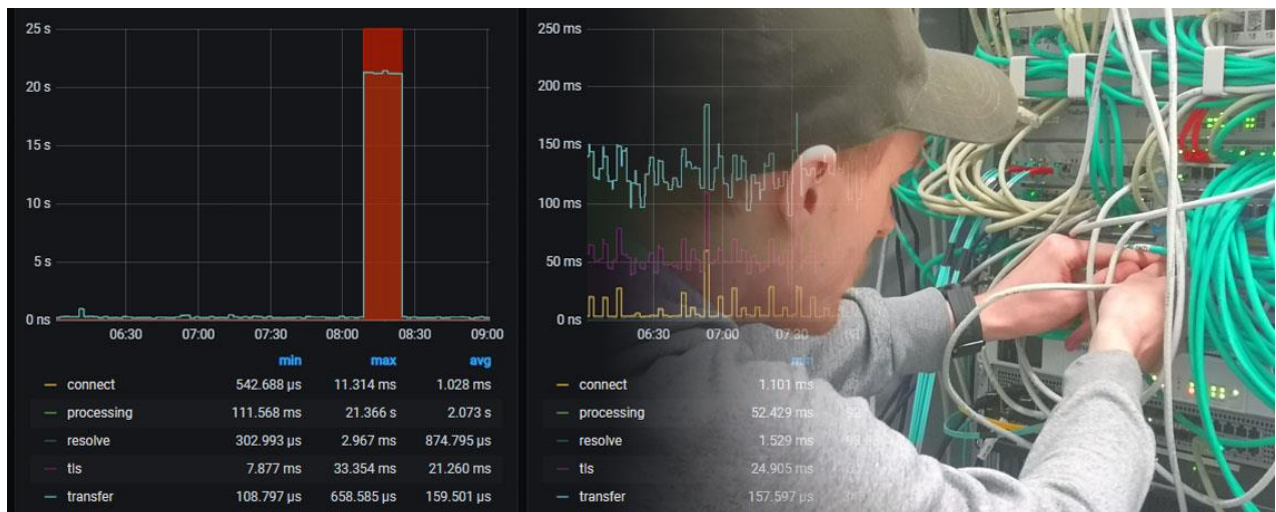 25 s
20 s
15 s
10 s
5 s
0 ns
06:30 07:00 07:30 08:00 08:30 09:00
min max avg
connect 542.688 µs 11.314 ms 1.028 ms
processing 111.568 ms 21.366 s 2.073 s
resolve 302.993 µs 2.967 ms 874.795 µs
tls 7.877 ms 33.354 ms 21.260 ms
transfer 108.797 µs 658.585 µs 159.501 µs
250 ms
200 ms
150 ms
100 ms
50 ms
0 ns
06:30 07:00 07:30
min
connect 1.101 ms
processing 52.429 ms
resolve 1.529 ms
tls 24.905 ms
transfer 157.597 µs